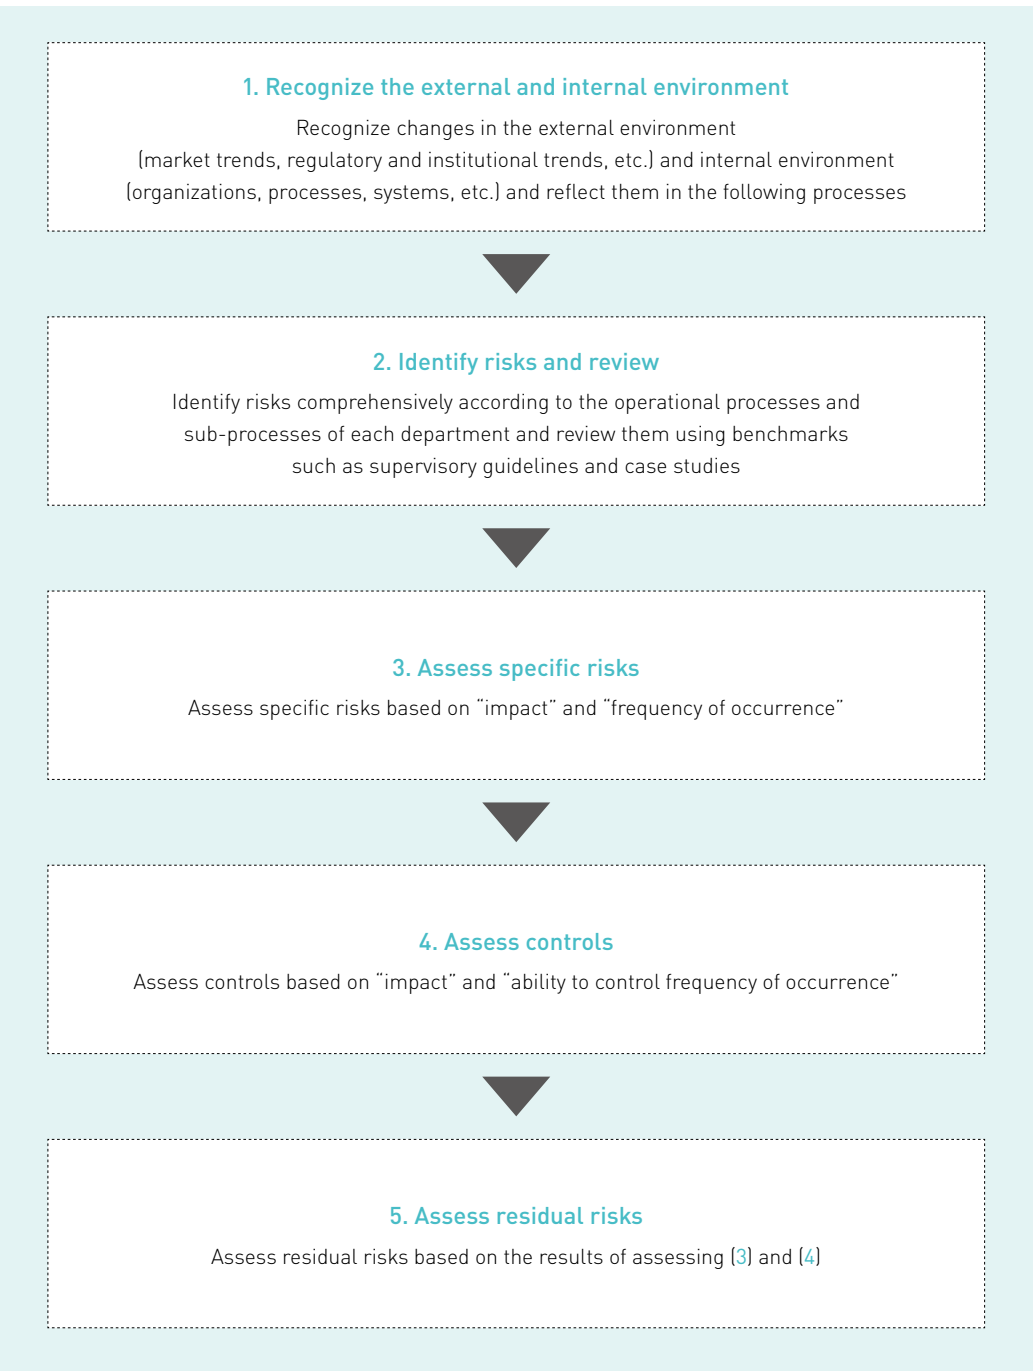 1. Recognize the external and internal environment
Recognize changes in the external environment
(market trends, regulatory and institutional trends, etc.) and internal environment
(organizations, processes, systems, etc.) and reflect them in the following processes
2. Identify risks and review
Identify risks comprehensively according to the operational processes and
sub-processes of each department and review them using benchmarks
such as supervisory guidelines and case studies
3. Assess specific risks
Assess specific risks based on “impact” and “frequency of occurrence”
4. Assess controls
Assess controls based on “impact” and “ability to control frequency of occurrence”
5. Assess residual risks
Assess residual risks based on the results of assessing (3) and (4)